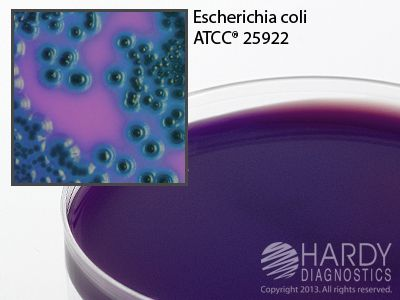 Escherichia coli
ATCC® 25922
HARDY
DIAGNOSTICS
Copyright 2013. All rights reserved.